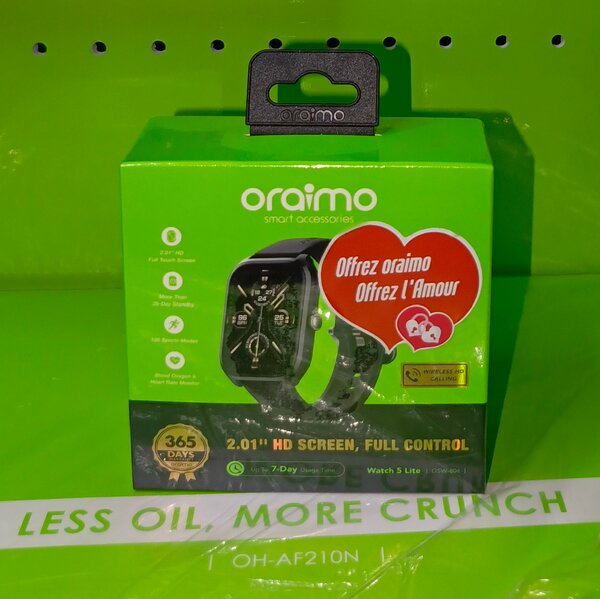 oraimo
oraimo
smart accessories
2.01" HD
Full Touch Screen
More Than
25-Day Standby
Blood Oxygen &
Heart Rate Monitor
Offrez oraimo
Offrez l'Amour
WIRELESS HD
CALLING
365
DAYS
oraimo
2.01" HD SCREEN, FULL CONTROL
Up To 7-Day Usage Time
Watch 5 Lite | OSW-804 |
LESS OIL, MORE CRUNCH
| OH-AF210N |